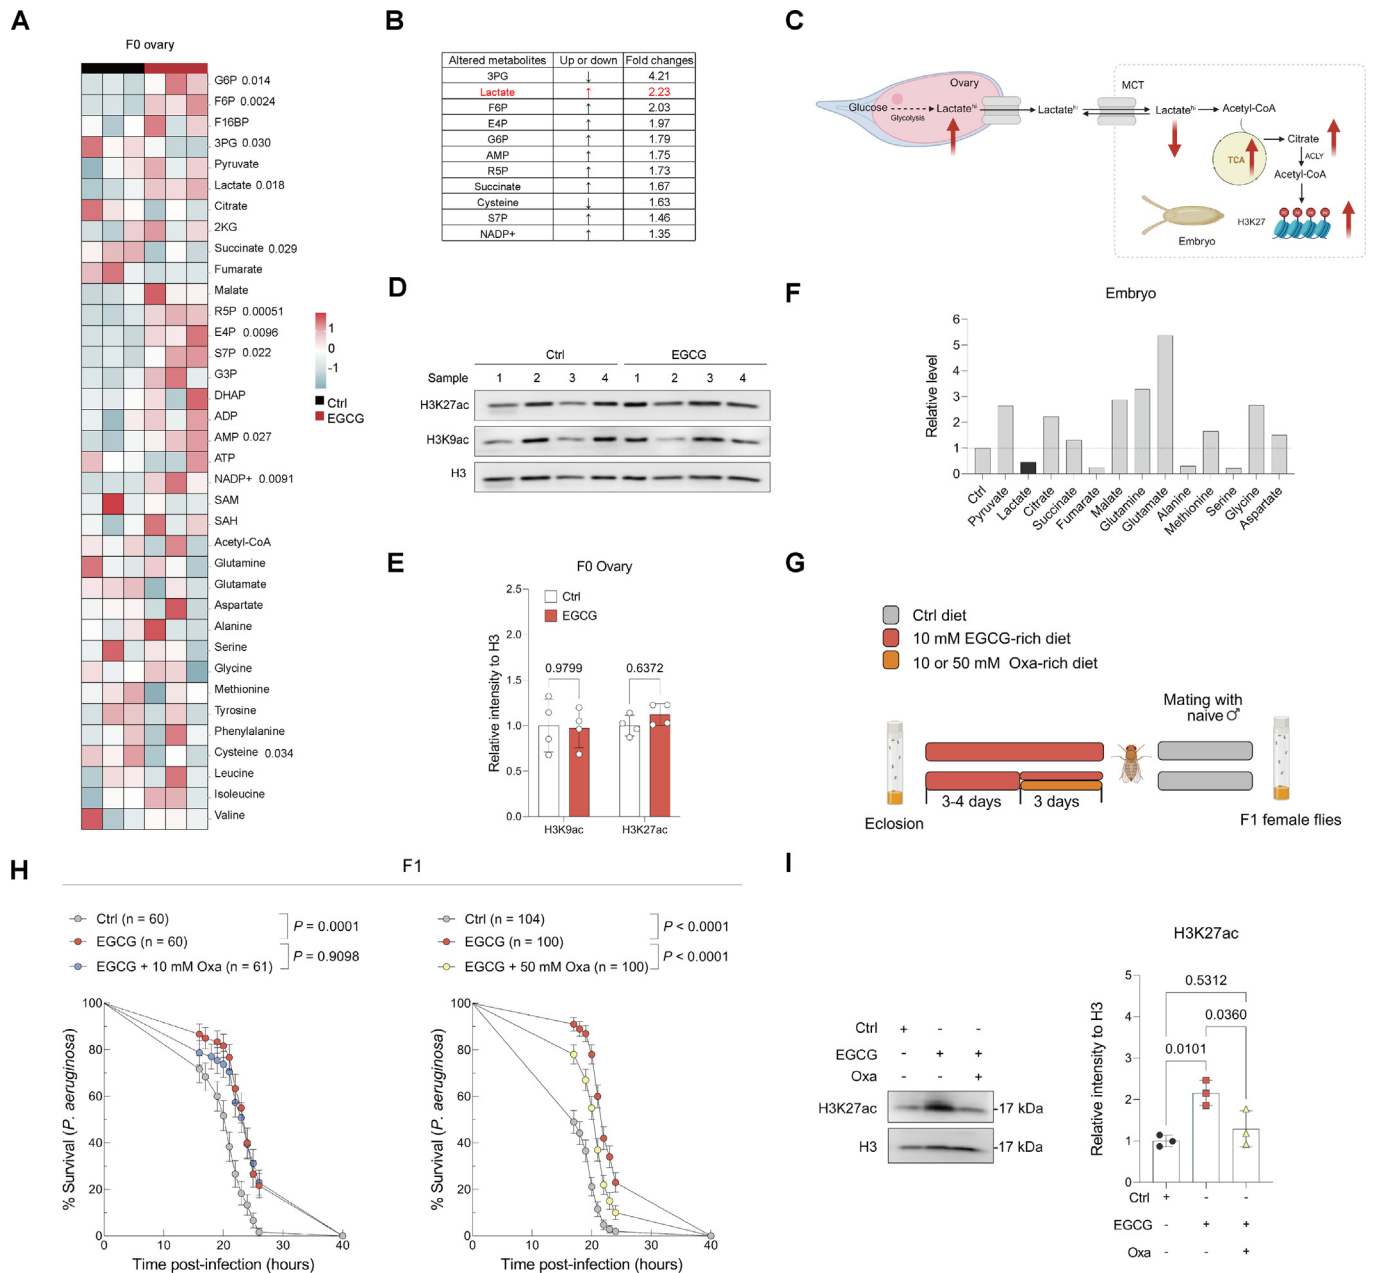 A
F0 ovary
G6P 0.014
F6P 0.0024
F16BP
3PG 0.030
Pyruvate
Lactate 0.018
Citrate
2KG
Succinate 0.029
Fumarate
Malate
R5P 0.00051
E4P 0.0096
S7P 0.022
G3P
DHAP
ADP
AMP 0.027
ATP
NADP+ 0.0091
SAM
SAH
Acetyl-CoA
Glutamine
Glutamate
Aspartate
Alanine
Serine
Glycine
Methionine
Tyrosine
Phenylalanine
Cysteine 0.034
Leucine
Isoleucine
Valine
1
0
-1
Ctrl
EGCG
B
Altered metabolites Up or down Fold changes
3PG ↓ 4.21
Lactate ↑ 2.23
F6P ↑ 2.03
E4P ↑ 1.97
G6P ↑ 1.79
AMP ↑ 1.75
R5P ↑ 1.73
Succinate ↑ 1.67
Cysteine ↓ 1.63
S7P ↑ 1.46
NADP+ ↑ 1.35
C
Ovary
Glucose
Glycolysis
Lactate^hi
Lactate^hi
MCT
Lactate^hi
Acetyl-CoA
TCA
Citrate
ACLY
Acetyl-CoA
H3K27
Embryo
D
Ctrl EGCG
Sample 1 2 3 4 1 2 3 4
H3K27ac
H3K9ac
H3
E
F0 Ovary
Ctrl
EGCG
Relative intensity to H3
2.5
2.0
1.5
1.0
0.5
0.0
0.9799
0.6372
H3K9ac H3K27ac
F
Embryo
Relative level
6
5
4
3
2
1
0
Ctrl
Pyruvate
Lactate
Citrate
Succinate
Fumarate
Malate
Glutamine
Glutamate
Alanine
Methionine
Serine
Glycine
Aspartate
G
Ctrl diet
10 mM EGCG-rich diet
10 or 50 mM Oxa-rich diet
Mating with
naive ♂
3-4 days
3 days
Eclosion
F1 female flies
H
F1
Ctrl (n = 60)
EGCG (n = 60)
EGCG + 10 mM Oxa (n = 61)
P = 0.0001
P = 0.9098
% Survival (P. aeruginosa)
100
80
60
40
20
0
0 10 20 30 40
Time post-infection (hours)
Ctrl (n = 104)
EGCG (n = 100)
EGCG + 50 mM Oxa (n = 100)
P < 0.0001
P < 0.0001
% Survival (P. aeruginosa)
100
80
60
40
20
0
0 10 20 30 40
Time post-infection (hours)
I
Ctrl + - -
EGCG - + +
Oxa - - +
H3K27ac
-17 kDa
H3
-17 kDa
H3K27ac
Relative intensity to H3
5
4
3
2
1
0
0.5312
0.0360
0.0101
Ctrl + - -
EGCG - + +
Oxa - - +